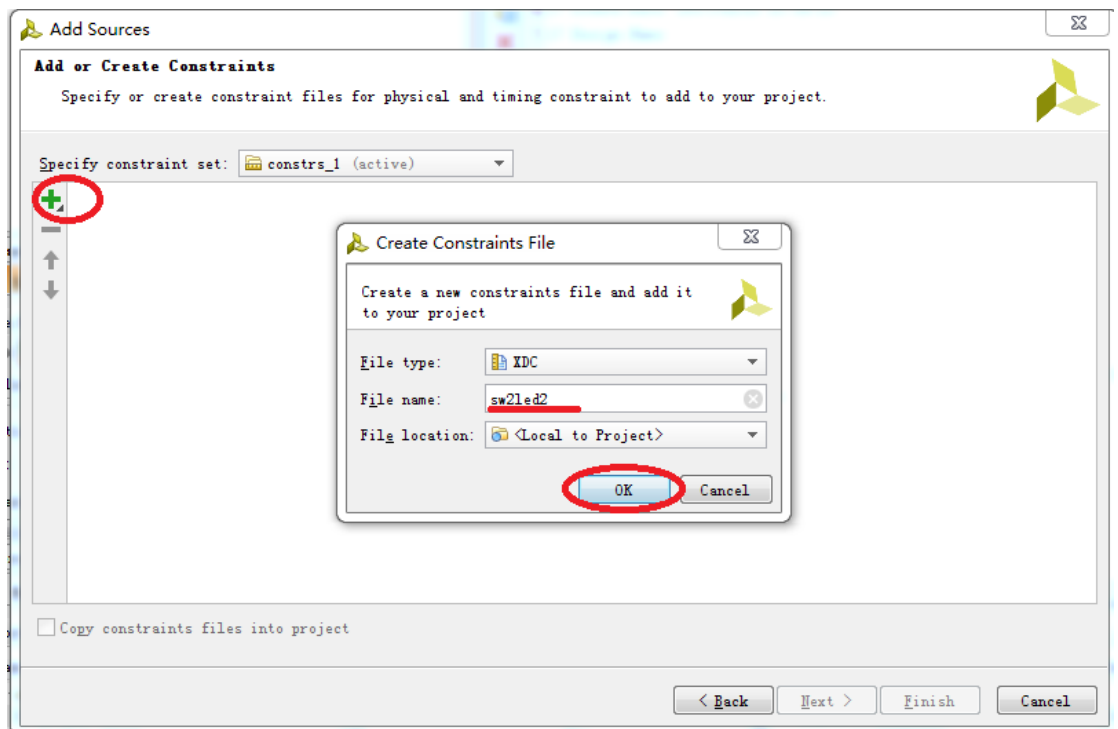 Add Sources
Add or Create Constraints
Specify or create constraint files for physical and timing constraint to add to your project.
Specify constraint set: constrs_1 (active)
Create Constraints File
Create a new constraints file and add it
to your project
File type: XDC
File name: sw2led2
File location: <Local to Project>
OK Cancel
Copy constraints files into project
< Back Next > Finish Cancel